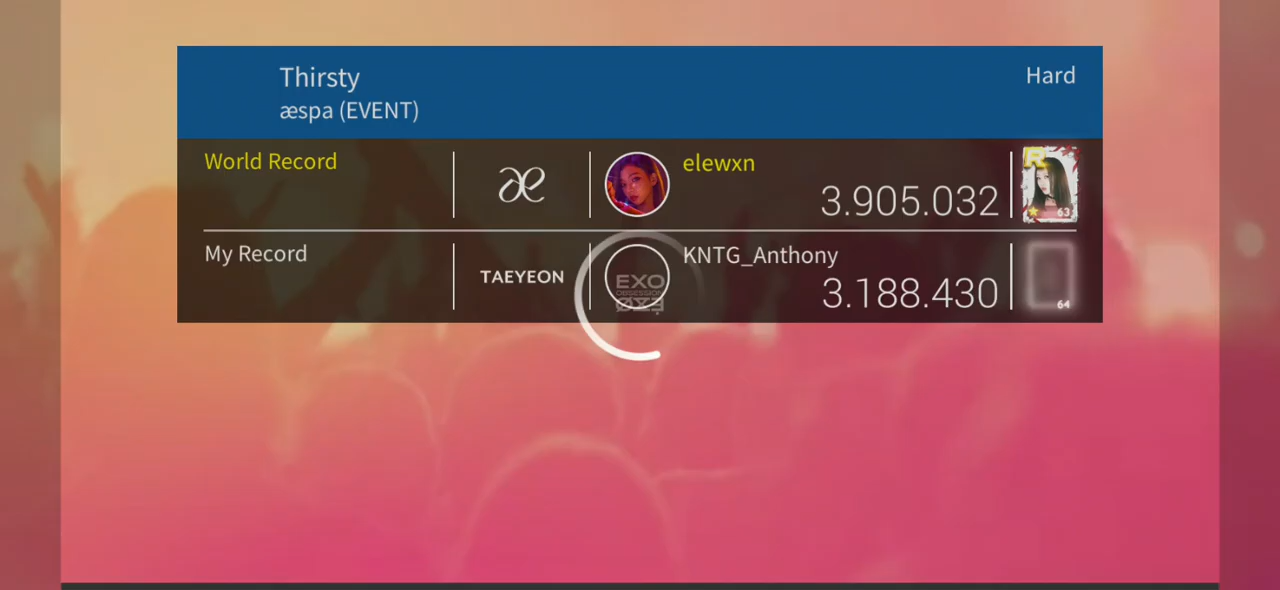 Thirsty
Hard
æspa (EVENT)
World Record
æ
elewxn
3.905.032
R
63
My Record
TAEYEON
EXO
OBSESSION
KNTG_Anthony
3.188.430
64